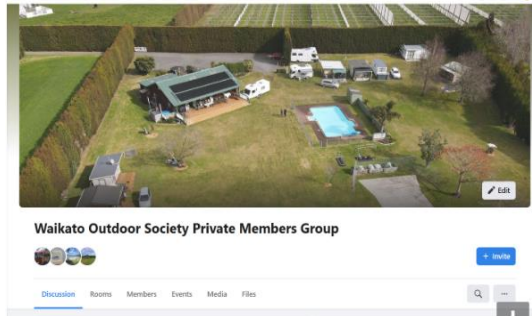 Edit
Waikato Outdoor Society Private Members Group
+ Invite
Discussion Rooms Members Events Media Files